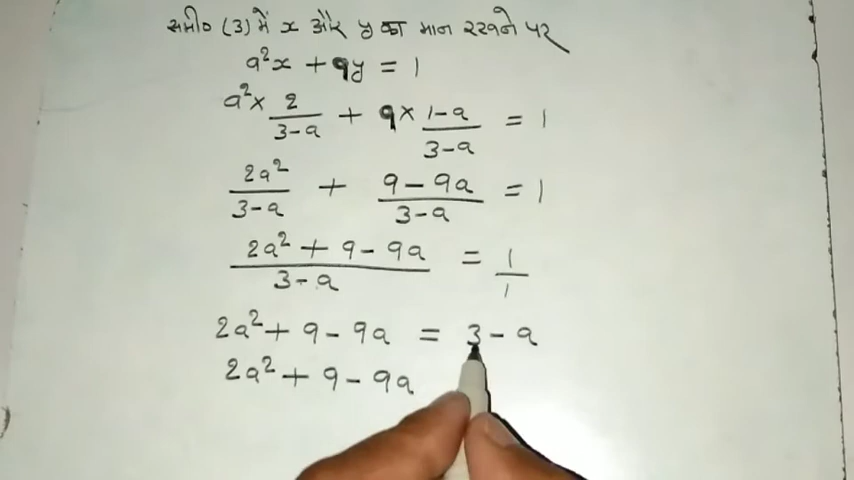 समी० (3) में x और y का मान रखने पर
a²x + 9y = 1
a² × 2/3-a + 9 × 1-a/3-a = 1
2a²/3-a + 9-9a/3-a = 1
2a² + 9 - 9a/3-a = 1/1
2a² + 9 - 9a = 3 - a
2a² + 9 - 9a